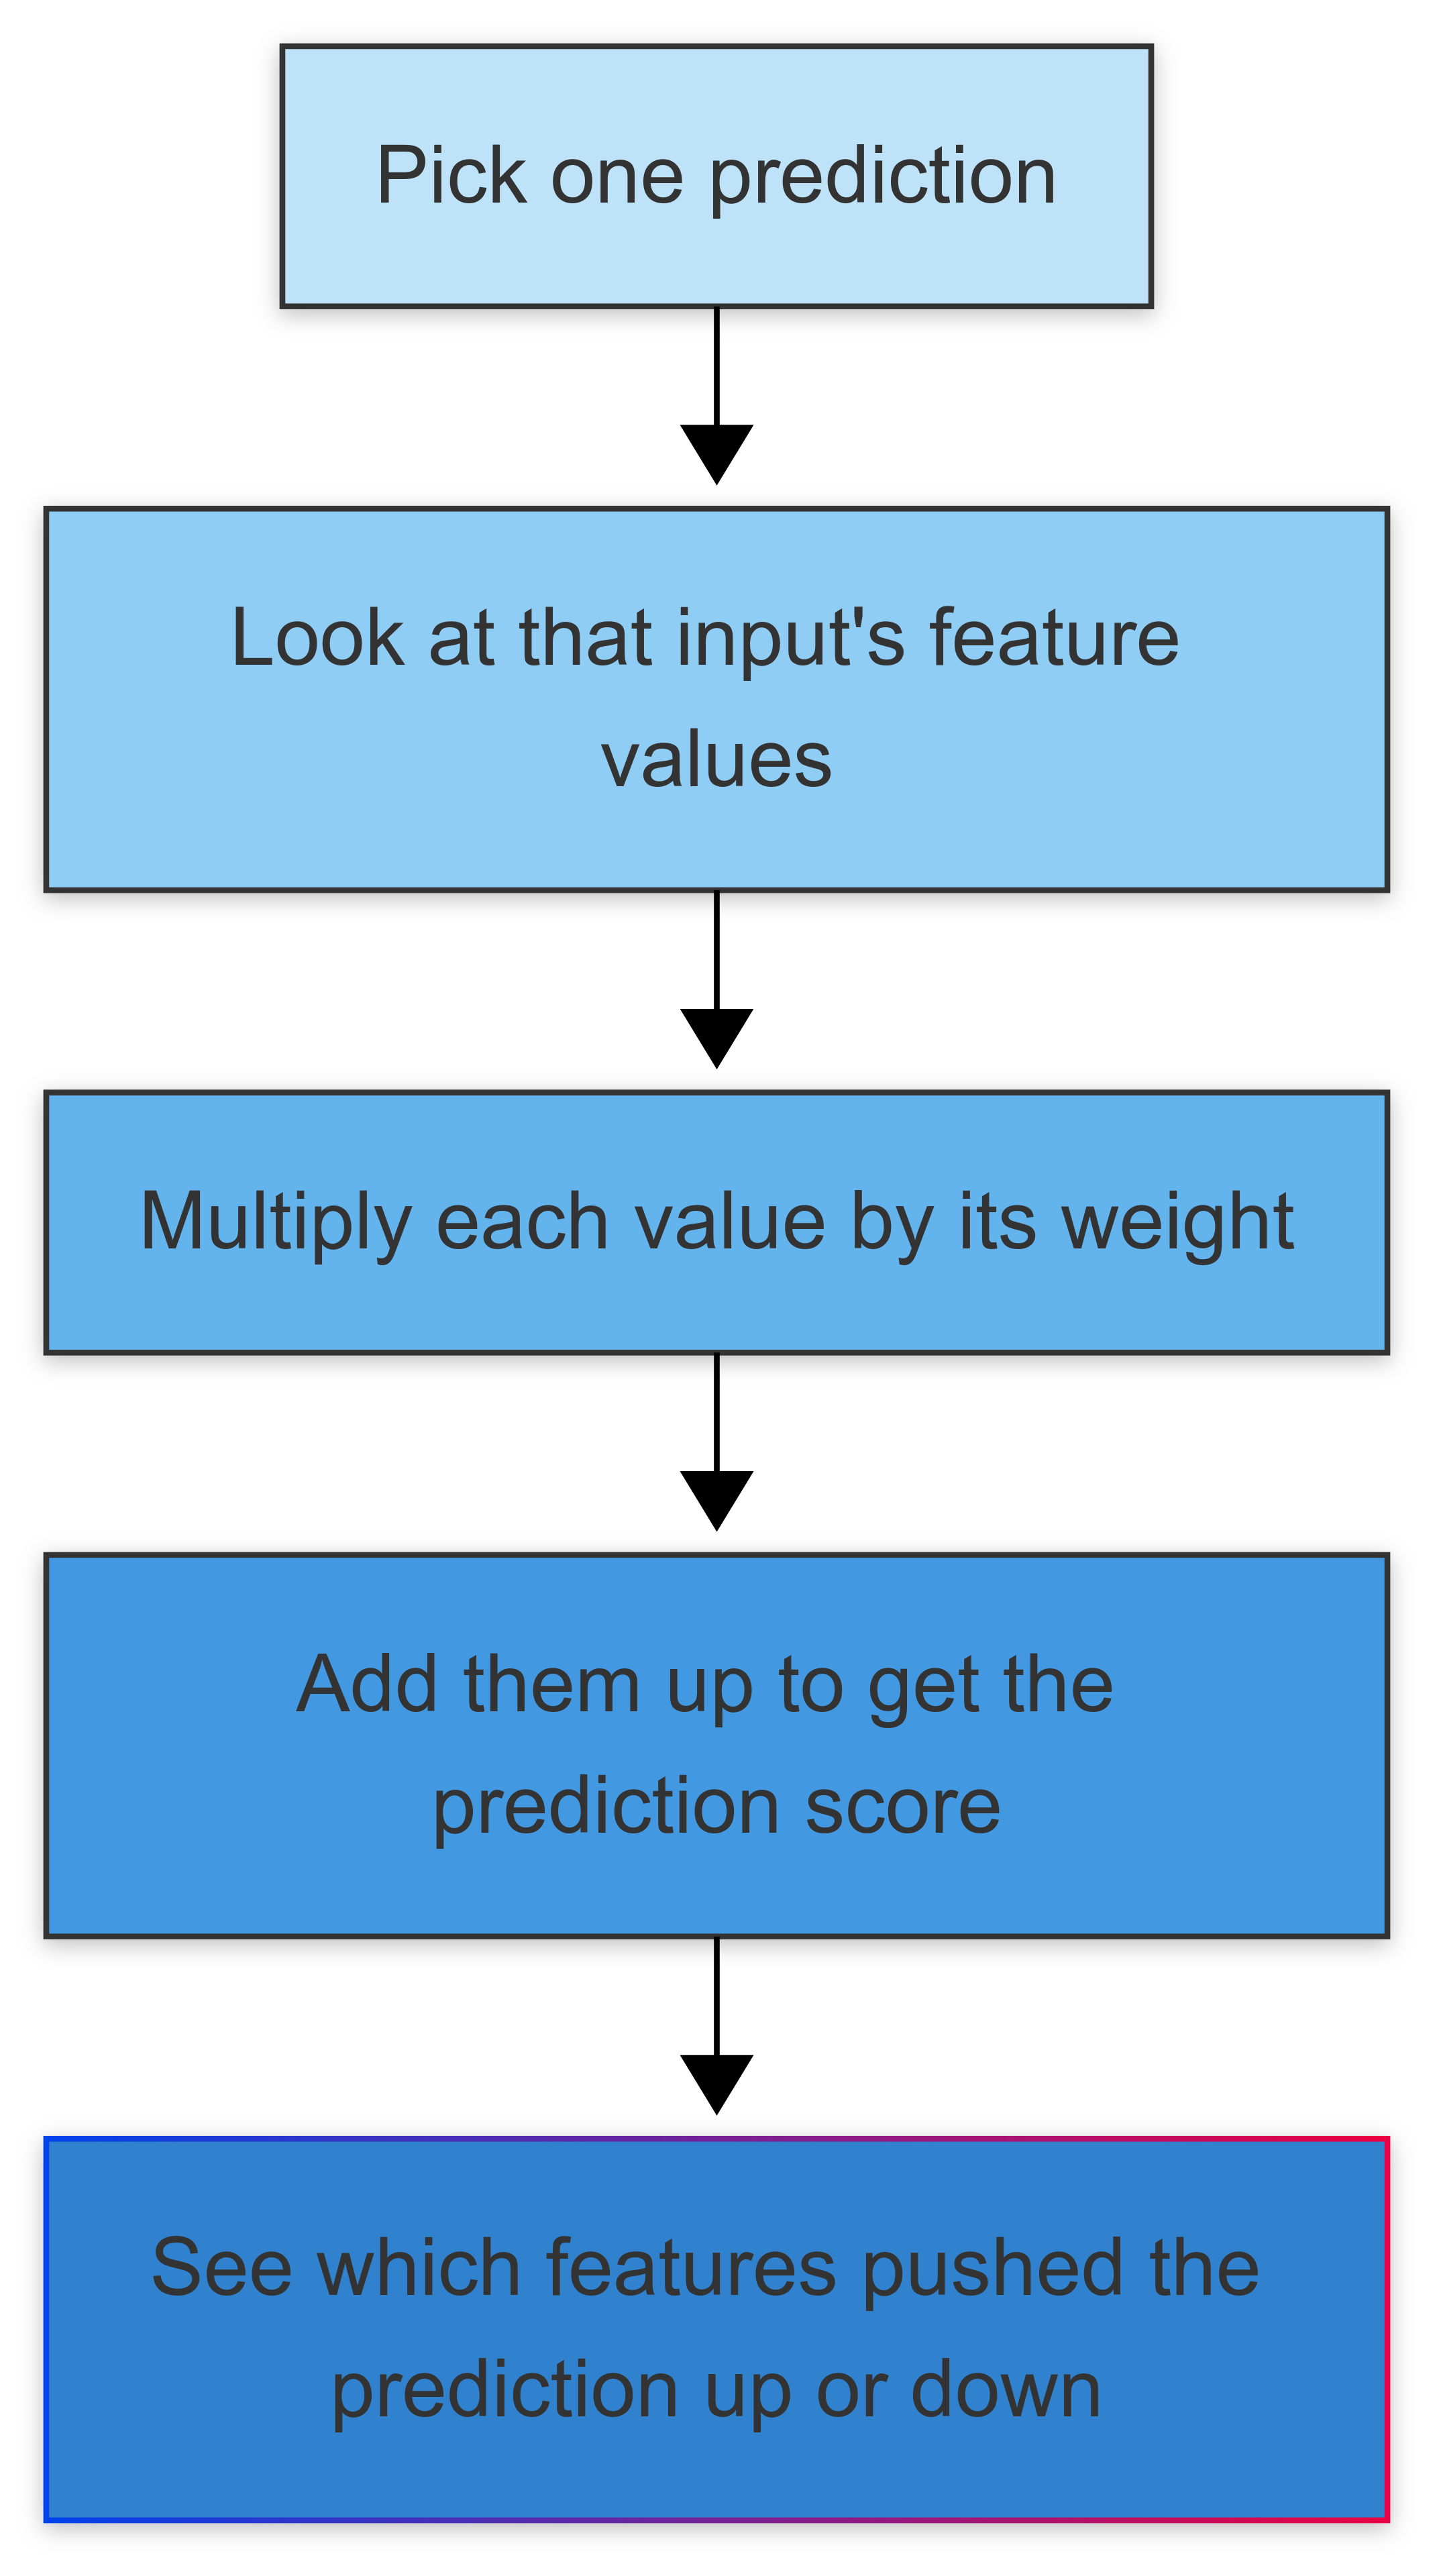 Pick one prediction
Look at that input's feature
values
Multiply each value by its weight
Add them up to get the
prediction score
See which features pushed the
prediction up or down